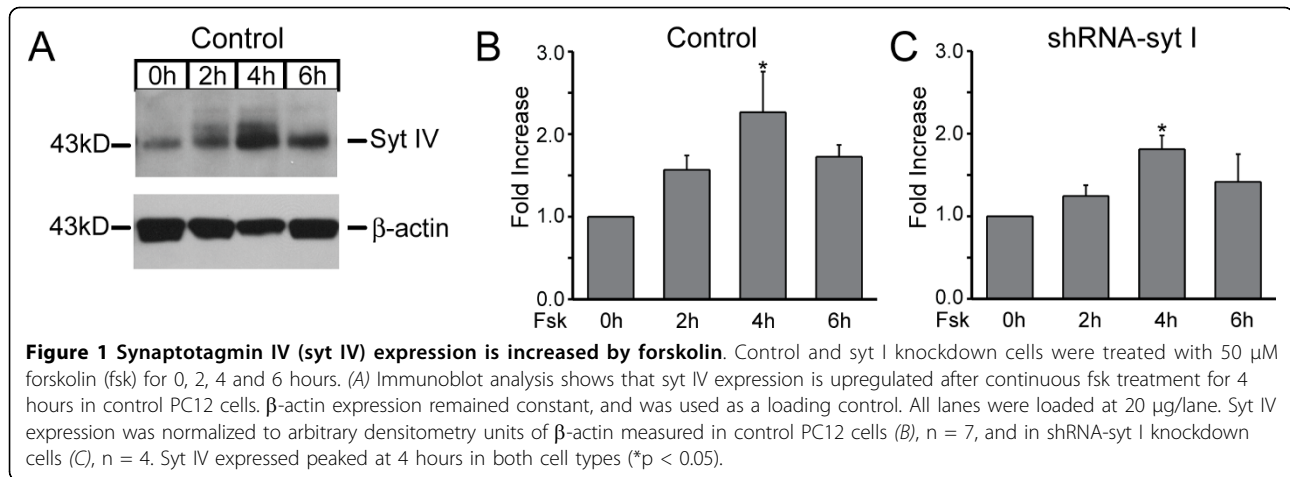 A
Control
0h 2h 4h 6h
43kD
Syt IV
43kD
β-actin
B
Control
3.0
*
2.0
1.0
0.0
Fold Increase
Fsk 0h 2h 4h 6h
C
shRNA-syt I
3.0
2.0
*
1.0
0.0
Fold Increase
Fsk 0h 2h 4h 6h
Figure 1 Synaptotagmin IV (syt IV) expression is increased by forskolin. Control and syt I knockdown cells were treated with 50 μM
forskolin (fsk) for 0, 2, 4 and 6 hours. (A) Immunoblot analysis shows that syt IV expression is upregulated after continuous fsk treatment for 4
hours in control PC12 cells. β-actin expression remained constant, and was used as a loading control. All lanes were loaded at 20 μg/lane. Syt IV
expression was normalized to arbitrary densitometry units of β-actin measured in control PC12 cells (B), n = 7, and in shRNA-syt I knockdown
cells (C), n = 4. Syt IV expressed peaked at 4 hours in both cell types (*p < 0.05).